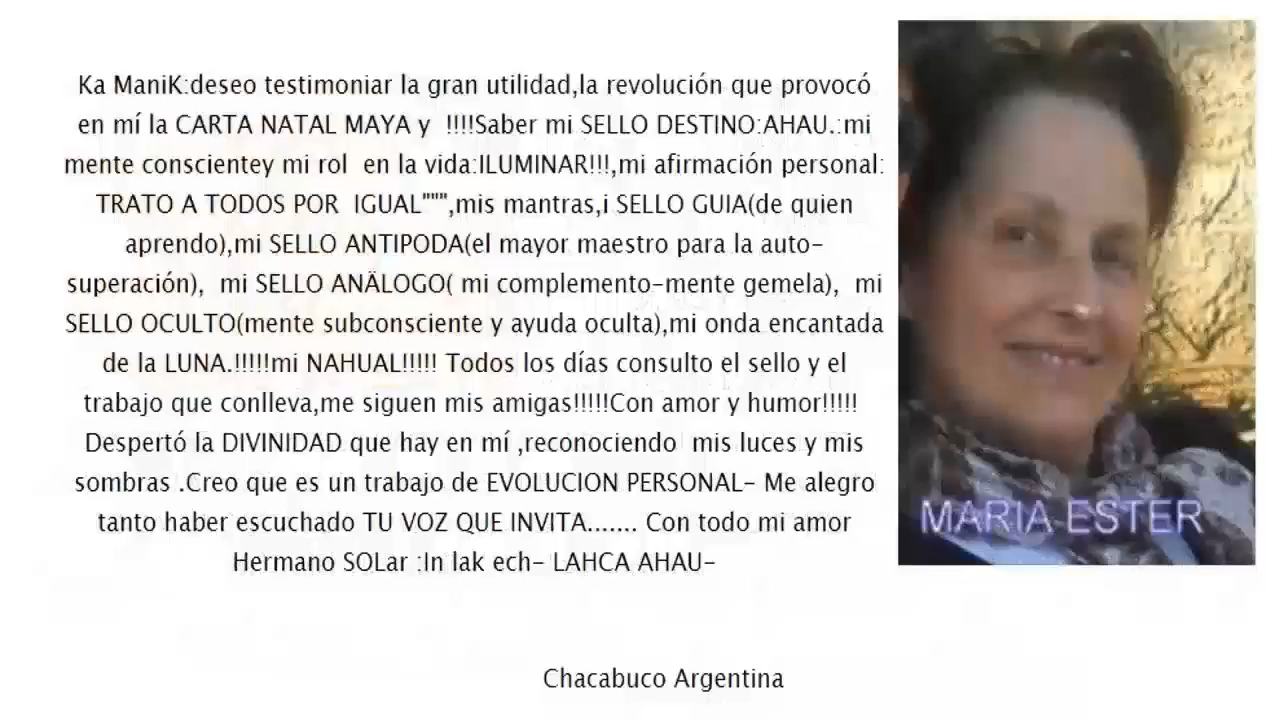 Ka ManiK:deseo testimoniar la gran utilidad,la revolución que provocó
en mí la CARTA NATAL MAYA y  !!!!Saber mi SELLO DESTINO:AHAU.:mi
mente conscientey mi rol  en la vida:ILUMINAR!!!,mi afirmación personal:
TRATO A TODOS POR  IGUAL""",mis mantras,i SELLO GUIA(de quien
aprendo),mi SELLO ANTIPODA(el mayor maestro para la auto-
superación),  mi SELLO ANÄLOGO( mi complemento-mente gemela),  mi
SELLO OCULTO(mente subconsciente y ayuda oculta),mi onda encantada
de la LUNA.!!!!!mi NAHUAL!!!!! Todos los días consulto el sello y el
trabajo que conlleva,me siguen mis amigas!!!!!Con amor y humor!!!!!
Despertó la DIVINIDAD que hay en mí ,reconociendo  mis luces y mis
sombras .Creo que es un trabajo de EVOLUCION PERSONAL- Me alegro
tanto haber escuchado TU VOZ QUE INVITA....... Con todo mi amor
Hermano SOLar :In lak ech- LAHCA AHAU-
MARIA ESTER
Chacabuco Argentina